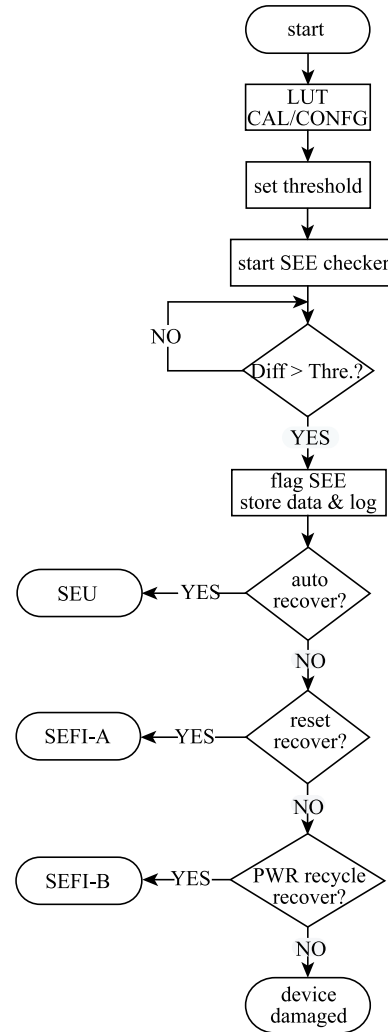 start
LUT
CAL/CONFG
set threshold
start SEE checker
NO
Diff > Thre.?
YES
flag SEE
store data & log
SEU
YES
auto
recover?
NO
SEFI-A
YES
reset
recover?
NO
SEFI-B
YES
PWR recycle
recover?
NO
device
damaged